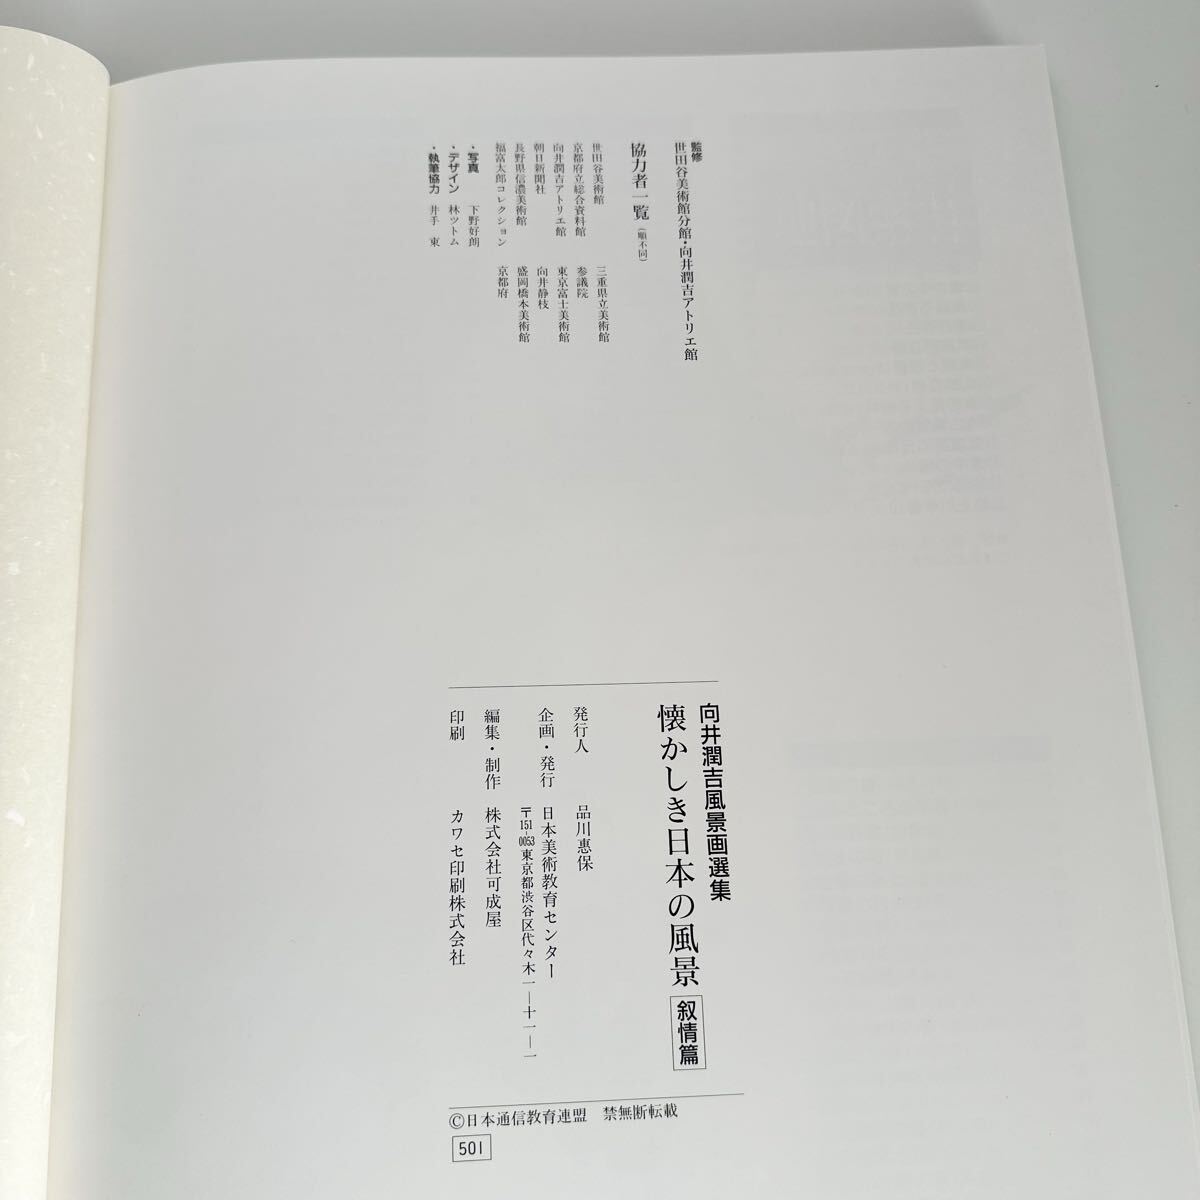 監修
世田谷美術館分館・向井潤吉アトリエ館
協力者一覧（順不同）
世田谷美術館
京都府立総合資料館
向井潤吉アトリエ館
朝日新聞社
長野県信濃美術館
福富太郎コレクション
三重県立美術館
参議院
東京富士美術館
向井静枝
盛岡橋本美術館
京都府
・写真 下野好朗
・デザイン 林ツトム
・執筆協力 井手 東
向井潤吉風景画選集
懐かしき日本の風景 叙情篇
発行人 品川惠保
企画・発行 日本美術教育センター
〒151-0053 東京都渋谷区代々木一―十一―一
編集・制作 株式会社可成屋
印刷 カワセ印刷株式会社
©日本通信教育連盟 禁無断転載
501